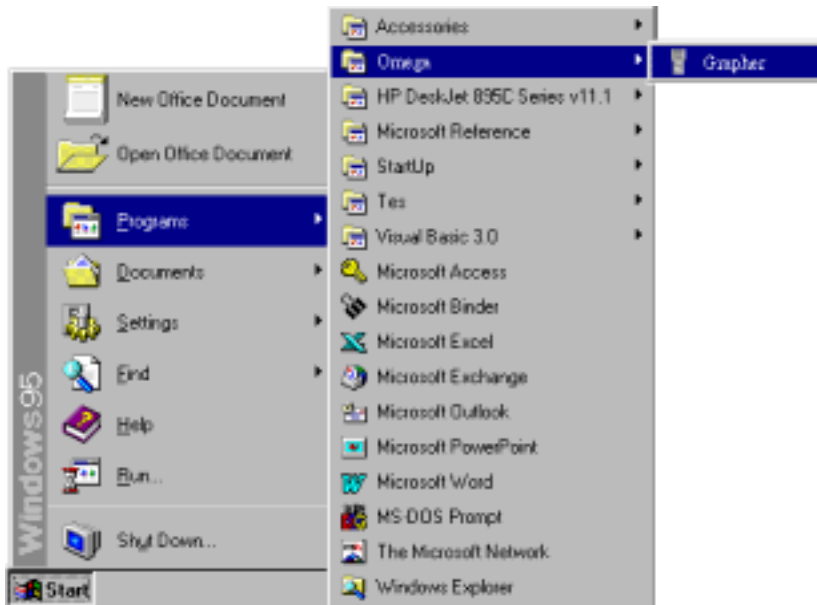 New Office Document
Open Office Document
Programs
Documents
Settings
Find
Help
Run...
Shut Down...
Windows95
Start
Accessories
Omega
HP DeskJet 895C Series v11.1
Microsoft Reference
StartUp
Tes
Visual Basic 3.0
Microsoft Access
Microsoft Binder
Microsoft Excel
Microsoft Exchange
Microsoft Outlook
Microsoft PowerPoint
Microsoft Word
MS-DOS Prompt
The Microsoft Network
Windows Explorer
Grapher